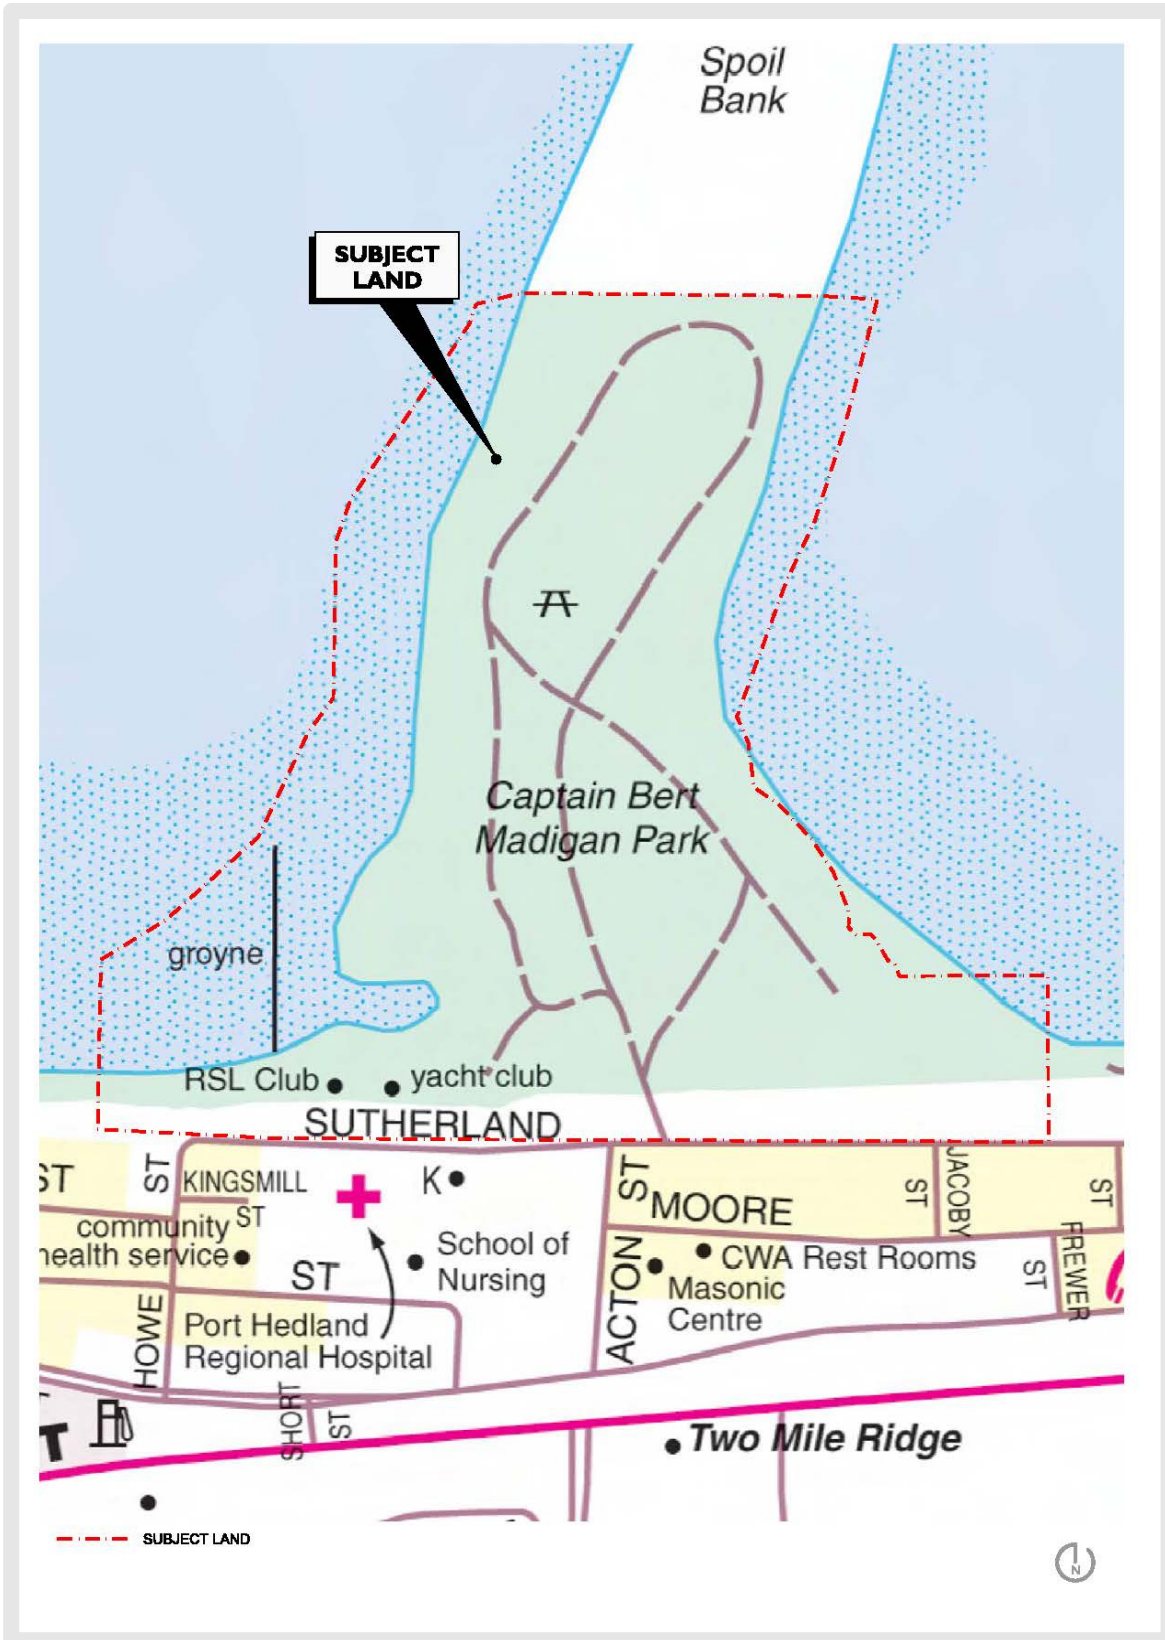 Spoil
Bank
SUBJECT
LAND
Captain Bert
Madigan Park
groyne
RSL Club
yacht club
SUTHERLAND
ST
ST
KINGSMILL
ST
K
ST
MOORE
ST
JACOBY
ST
community
health service
ST
School of
Nursing
ACTON
CWA Rest Rooms
Masonic
Centre
ST
FREWER
HOWE
Port Hedland
Regional Hospital
SHORT
ST
T
Two Mile Ridge
SUBJECT LAND
N